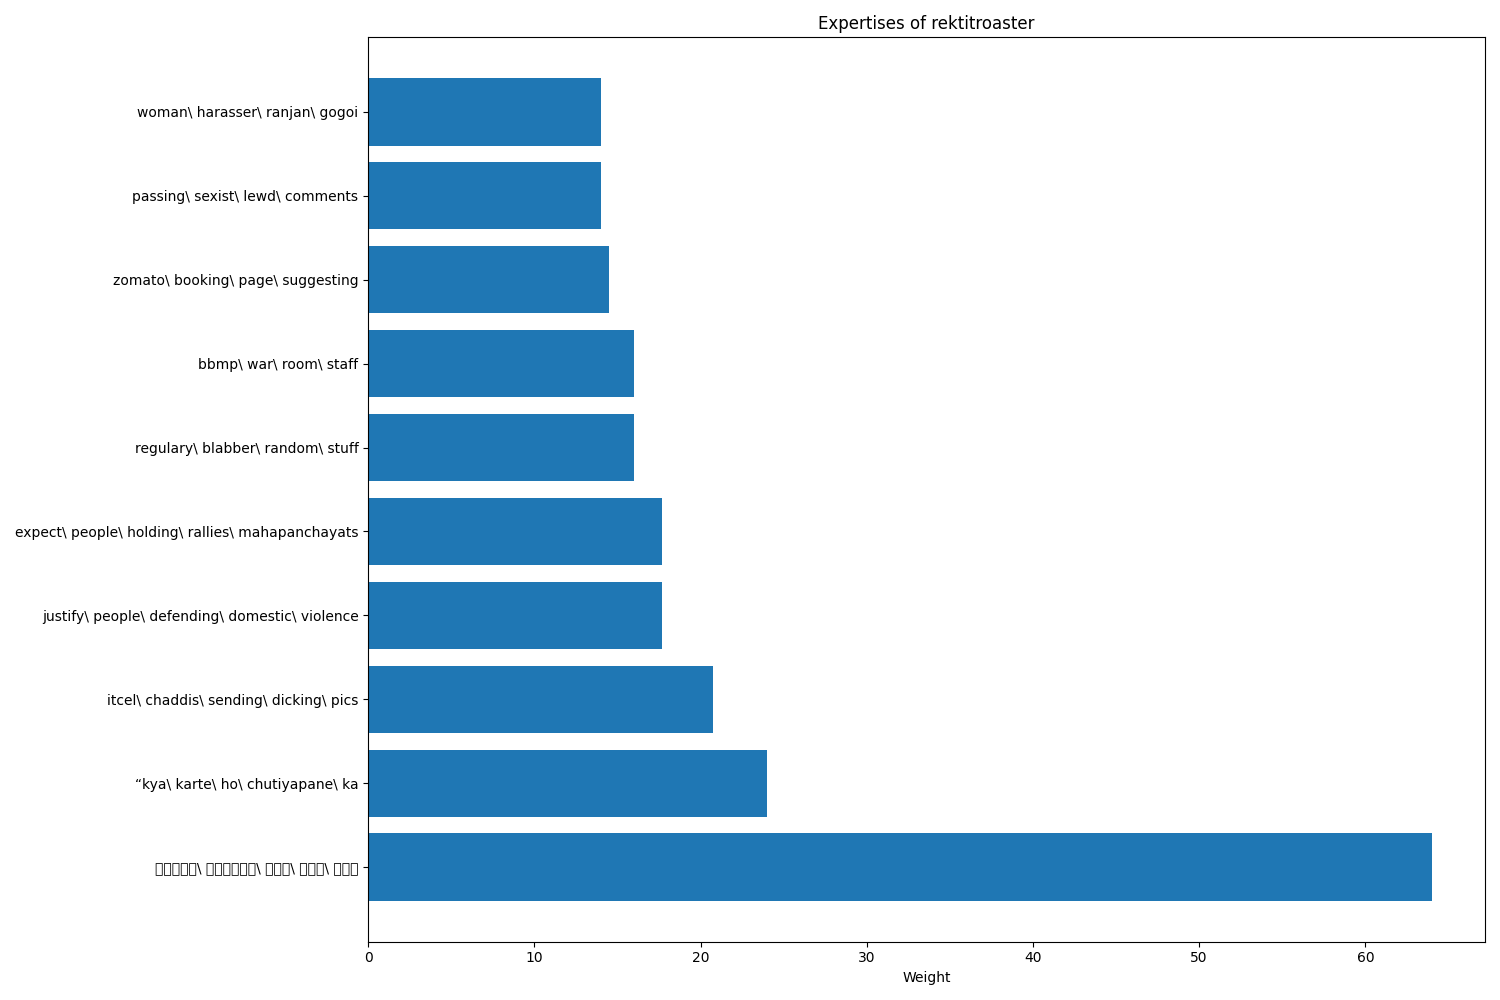 Expertises of rektitroaster
woman\ harasser\ ranjan\ gogoi
passing\ sexist\ lewd\ comments
zomato\ booking\ page\ suggesting
bbmp\ war\ room\ staff
regulary\ blabber\ random\ stuff
expect\ people\ holding\ rallies\ mahapanchayats
justify\ people\ defending\ domestic\ violence
itcel\ chaddis\ sending\ dicking\ pics
“kya\ karte\ ho\ chutiyapane\ ka
0 10 20 30 40 50 60
Weight